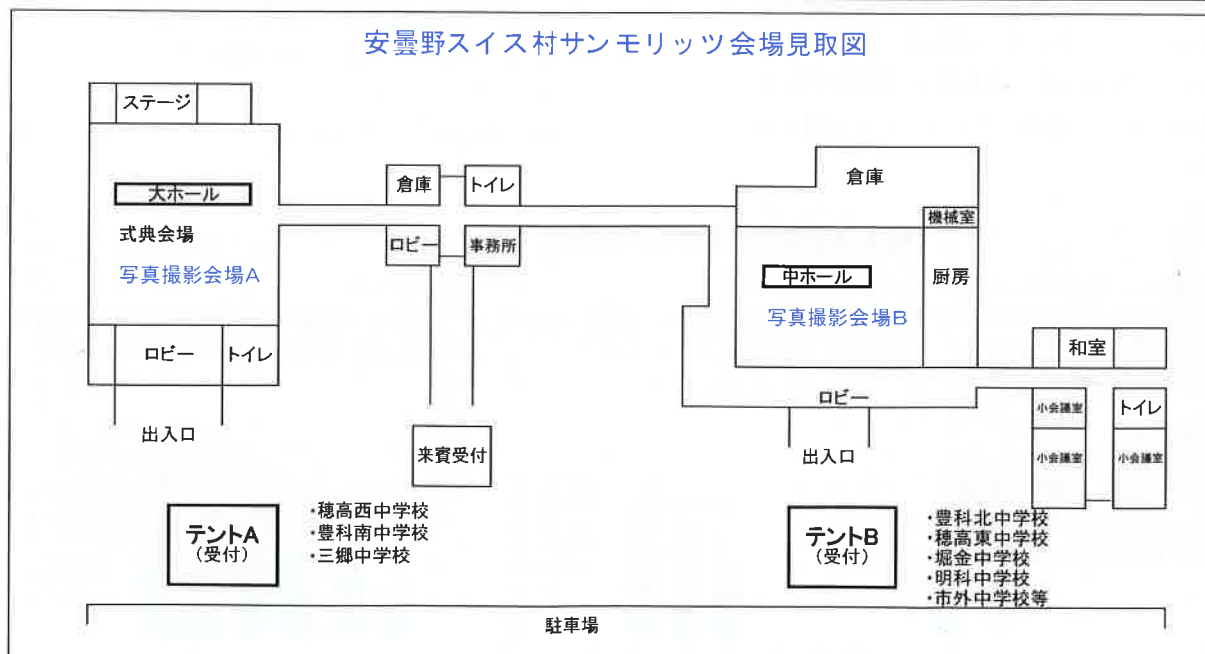 安曇野スイス村サンモリッツ会場見取図
ステージ
大ホール
式典会場
写真撮影会場A
ロビー
トイレ
出入口
倉庫
トイレ
ロビー
事務所
来賓受付
倉庫
機械室
中ホール
厨房
写真撮影会場B
ロビー
出入口
和室
小会議室
トイレ
小会議室
小会議室
テントA
(受付)
・穂高西中学校
・豊科南中学校
・三郷中学校
テントB
(受付)
・豊科北中学校
・穂高東中学校
・堀金中学校
・明科中学校
・市外中学校等
駐車場